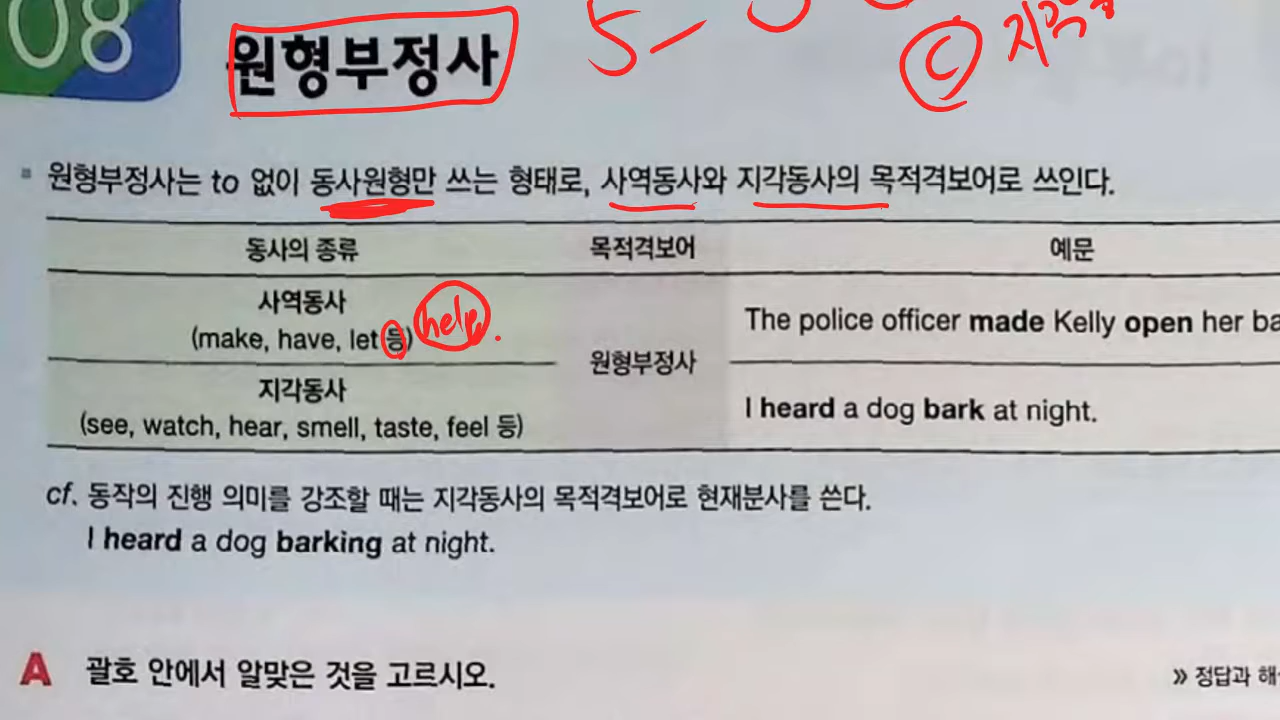 08
원형부정사
5-
C 지각
▪ 원형부정사는 to 없이 동사원형만 쓰는 형태로, 사역동사와 지각동사의 목적격보어로 쓰인다.
동사의 종류 목적격보어 예문
사역동사
(make, have, let 등) help.
The police officer made Kelly open her ba
원형부정사
지각동사
(see, watch, hear, smell, taste, feel 등)
I heard a dog bark at night.
cf. 동작의 진행 의미를 강조할 때는 지각동사의 목적격보어로 현재분사를 쓴다.
I heard a dog barking at night.
A 괄호 안에서 알맞은 것을 고르시오.
» 정답과 해